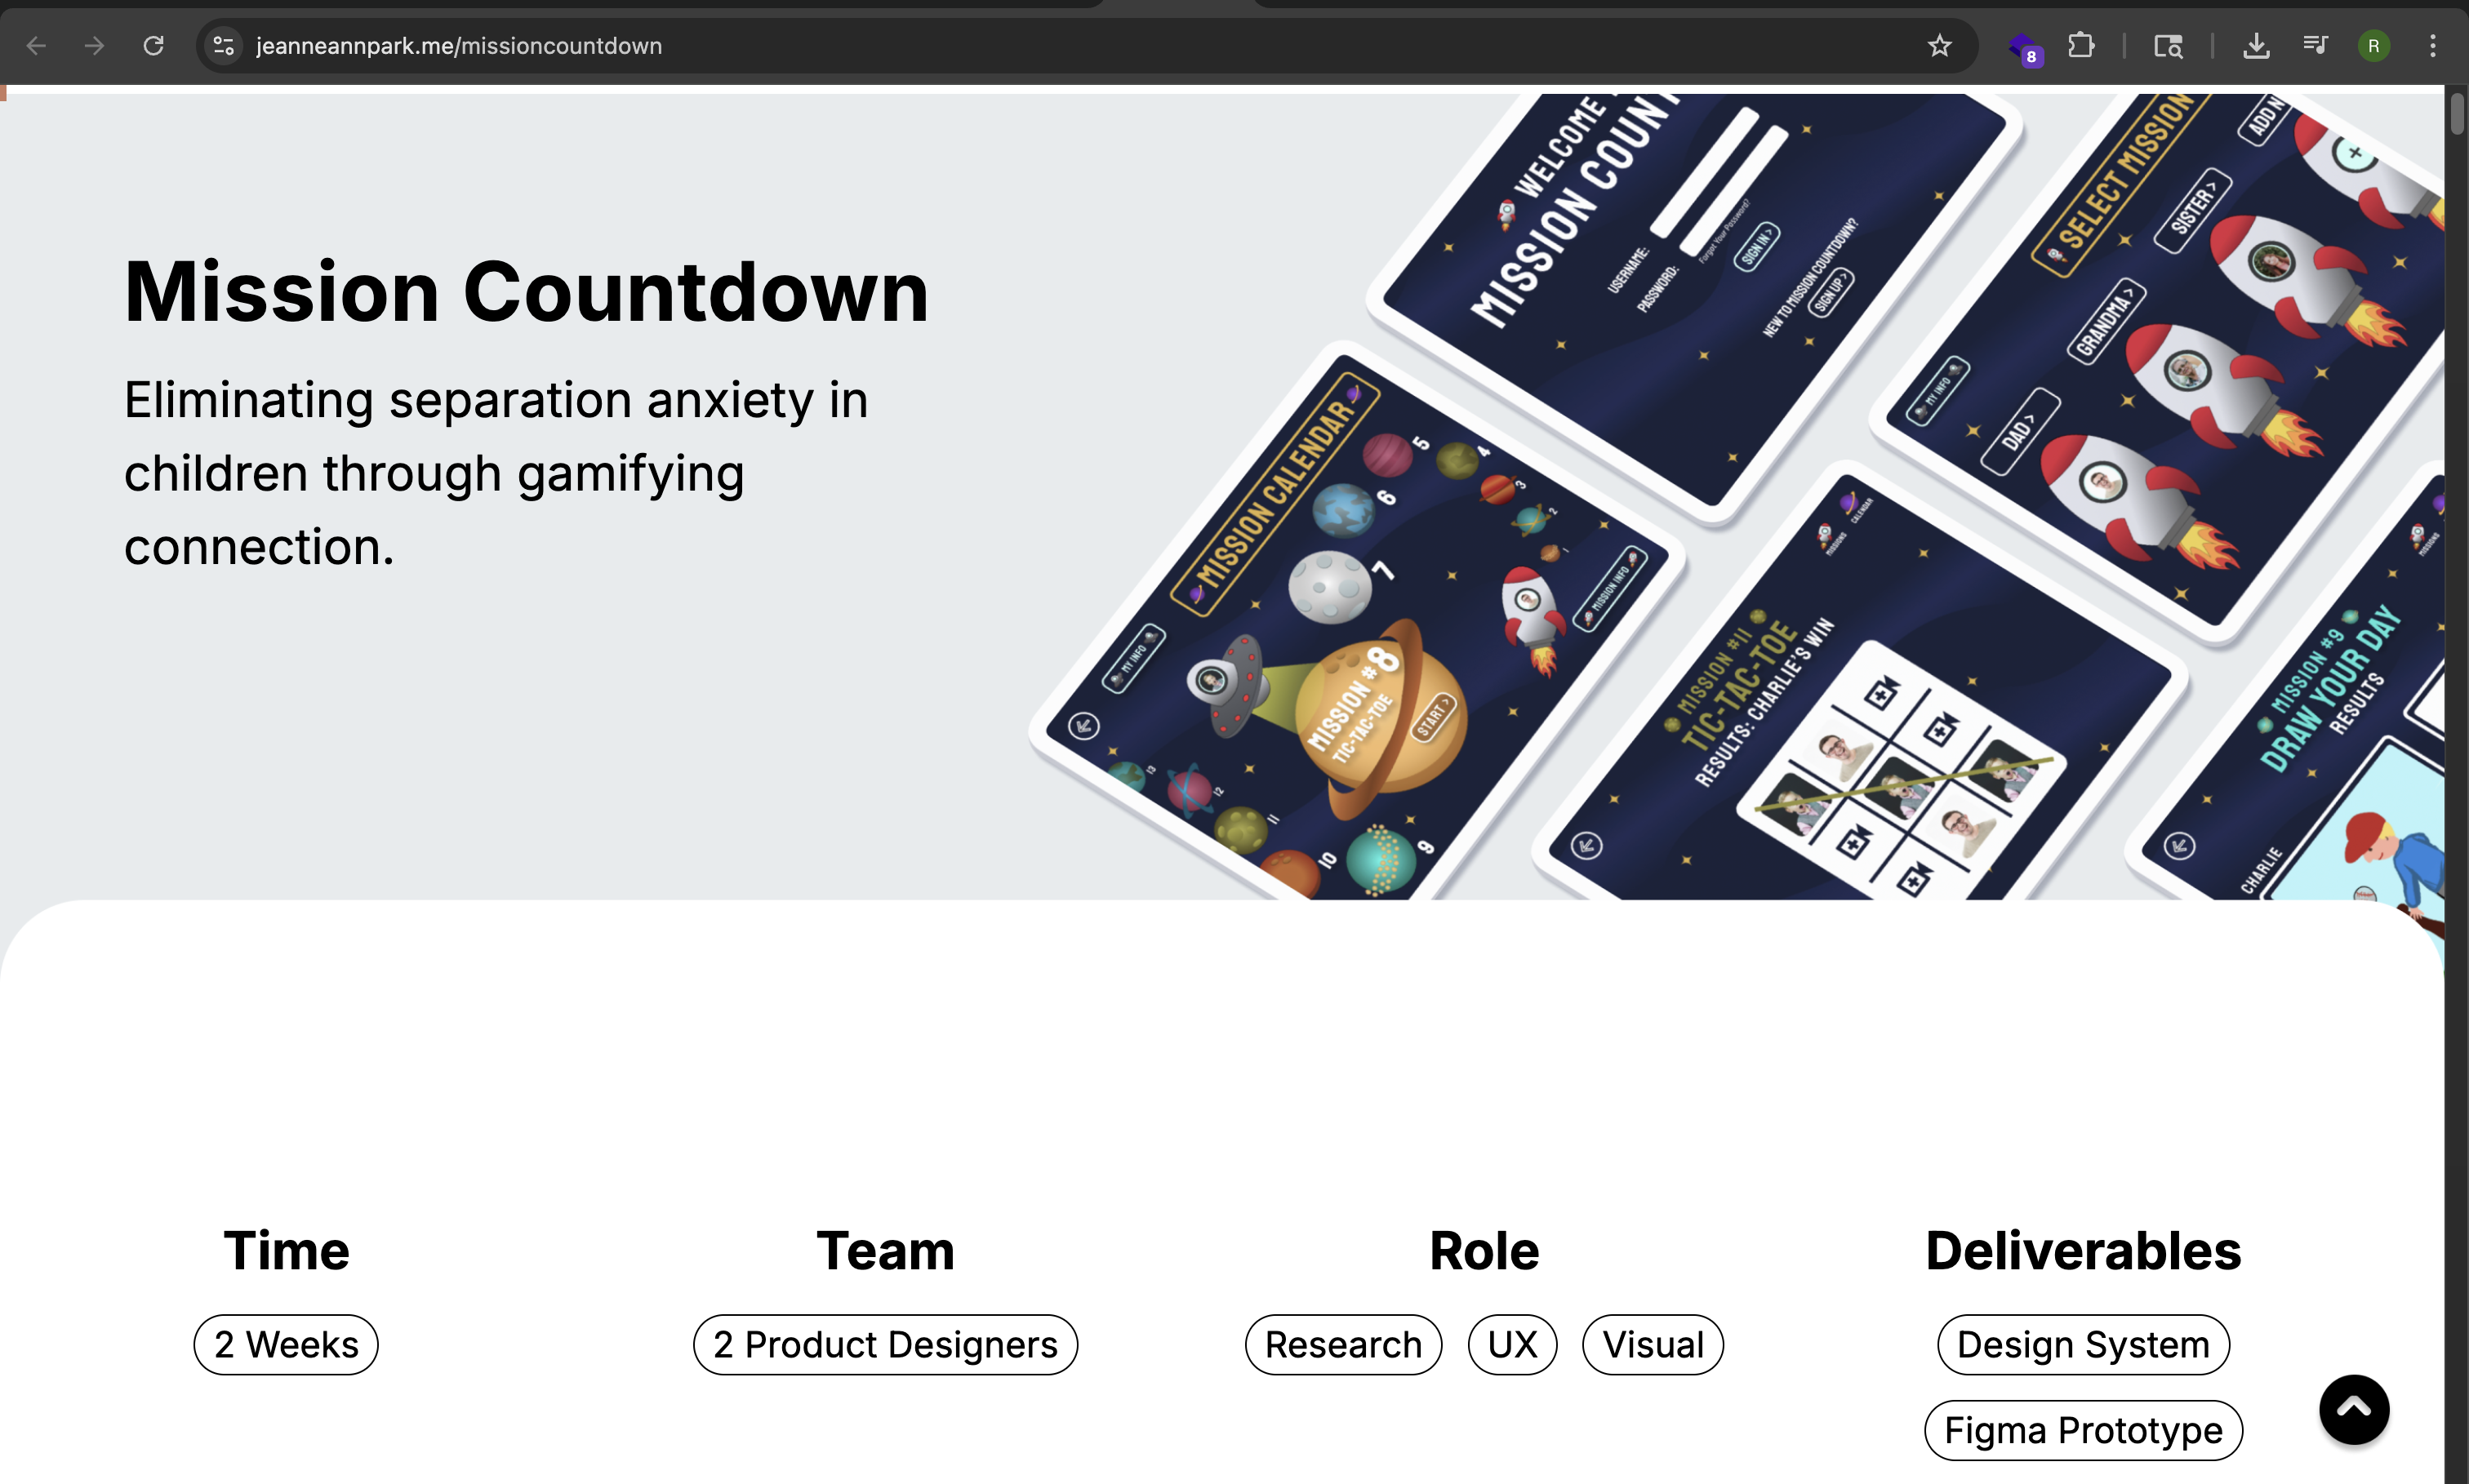 jeanneannpark.me/missioncountdown
8
R
Mission Countdown
Eliminating separation anxiety in
children through gamifying
connection.
WELCOME
MISSION COUNT
USERNAME:
PASSWORD:
Forgot Your Password?
SIGN IN >
NEW TO MISSION COUNTDOWN?
SIGN UP >
SELECT MISSION
MY INFO
DAD >
GRANDMA >
SISTER >
ADD N
MISSION CALENDAR
MY INFO
MISSION INFO
1
2
3
4
5
6
7
MISSION #8
TIC-TAC-TOE
START >
9
10
11
12
13
MISSIONS
CALENDAR
MISSION #11
TIC-TAC-TOE
RESULTS: CHARLIE'S WIN
MISSIONS
MISSION #9
DRAW YOUR DAY
RESULTS
CHARLIE
Time
2 Weeks
Team
2 Product Designers
Role
Research
UX
Visual
Deliverables
Design System
Figma Prototype